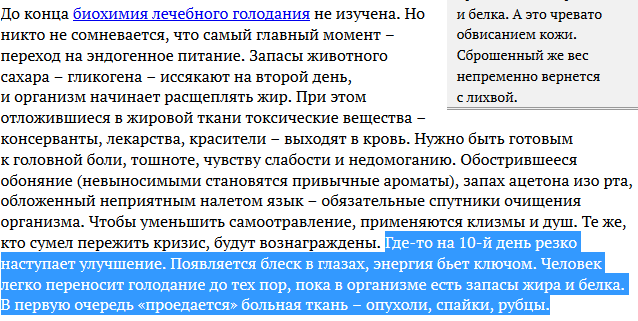 До конца биохимия лечебного голодания не изучена. Но
никто не сомневается, что самый главный момент –
переход на эндогенное питание. Запасы животного
сахара – гликогена – иссякают на второй день,
и организм начинает расщеплять жир. При этом
отложившиеся в жировой ткани токсические вещества –
консерванты, лекарства, красители – выходят в кровь. Нужно быть готовым
к головной боли, тошноте, чувству слабости и недомоганию. Обострившееся
обоняние (невыносимыми становятся привычные ароматы), запах ацетона изо рта,
обложенный неприятным налетом язык – обязательные спутники очищения
организма. Чтобы уменьшить самоотравление, применяются клизмы и душ. Те же,
кто сумел пережить кризис, будут вознаграждены. Где-то на 10-й день резко
наступает улучшение. Появляется блеск в глазах, энергия бьет ключом. Человек
легко переносит голодание до тех пор, пока в организме есть запасы жира и белка.
В первую очередь «проедается» больная ткань – опухоли, спайки, рубцы.
и белка. А это чревато
обвисанием кожи.
Сброшенный же вес
непременно вернется
с лихвой.